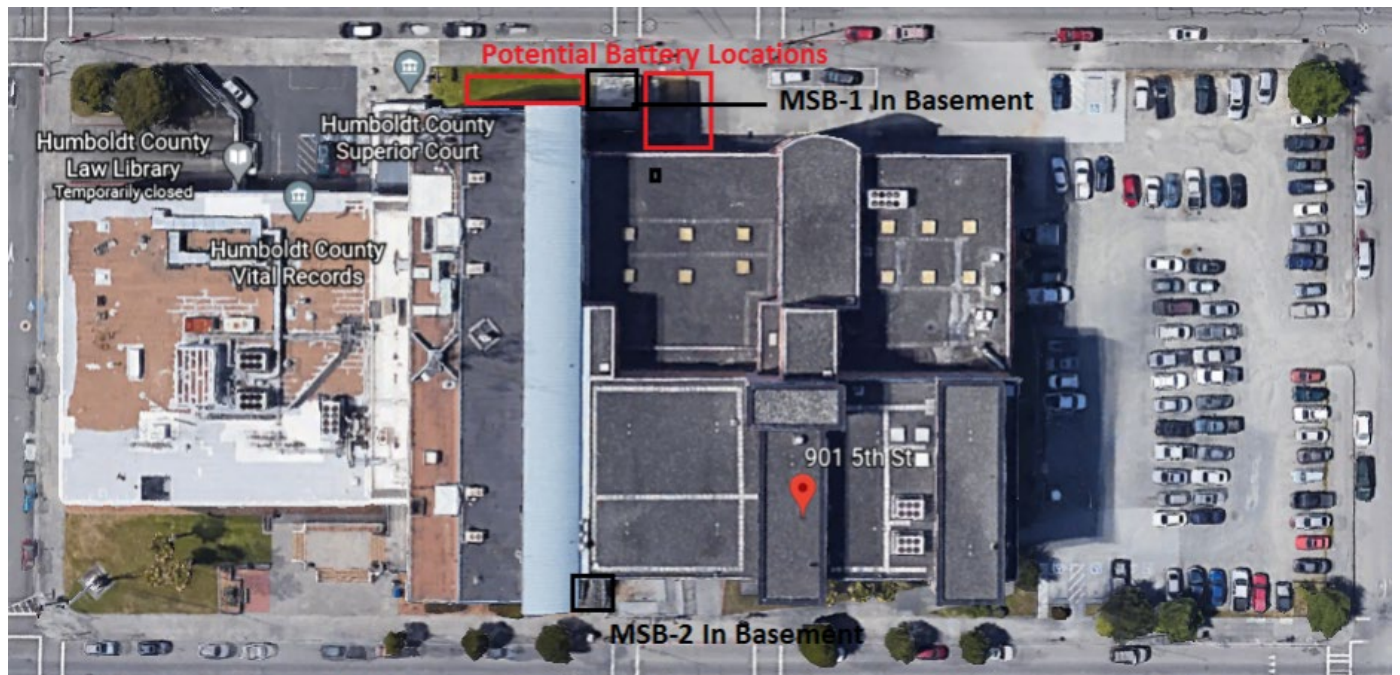 Potential Battery Locations
MSB-1 In Basement
Humboldt County
Superior Court
Humboldt County
Law Library
Temporarily closed
Humboldt County
Vital Records
901 5th St
MSB-2 In Basement